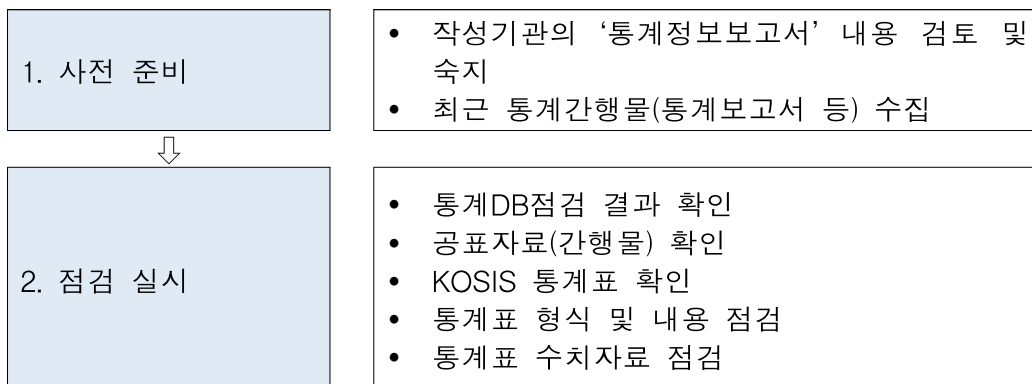 1. 사전 준비
• 작성기관의 ‘통계정보보고서’ 내용 검토 및
숙지
• 최근 통계간행물(통계보고서 등) 수집
2. 점검 실시
• 통계DB점검 결과 확인
• 공표자료(간행물) 확인
• KOSIS 통계표 확인
• 통계표 형식 및 내용 점검
• 통계표 수치자료 점검